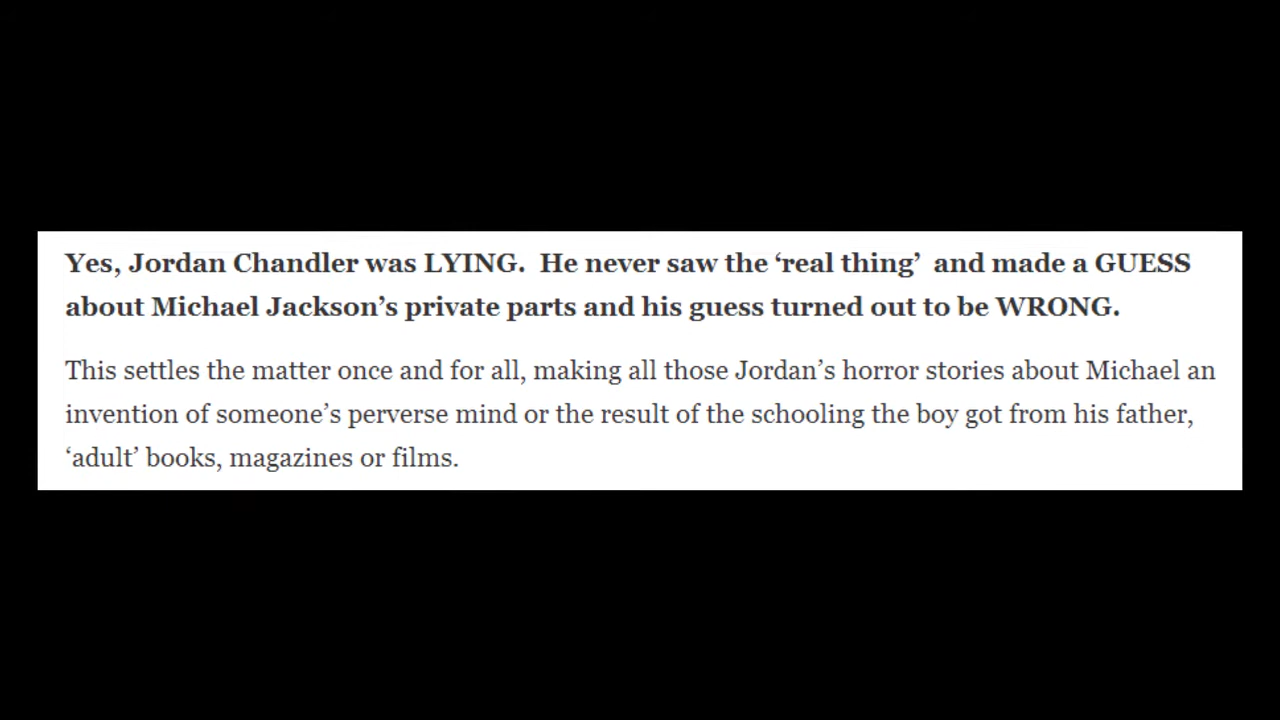 Yes, Jordan Chandler was LYING.  He never saw the ‘real thing’  and made a GUESS
about Michael Jackson’s private parts and his guess turned out to be WRONG.
This settles the matter once and for all, making all those Jordan’s horror stories about Michael an
invention of someone’s perverse mind or the result of the schooling the boy got from his father,
‘adult’ books, magazines or films.